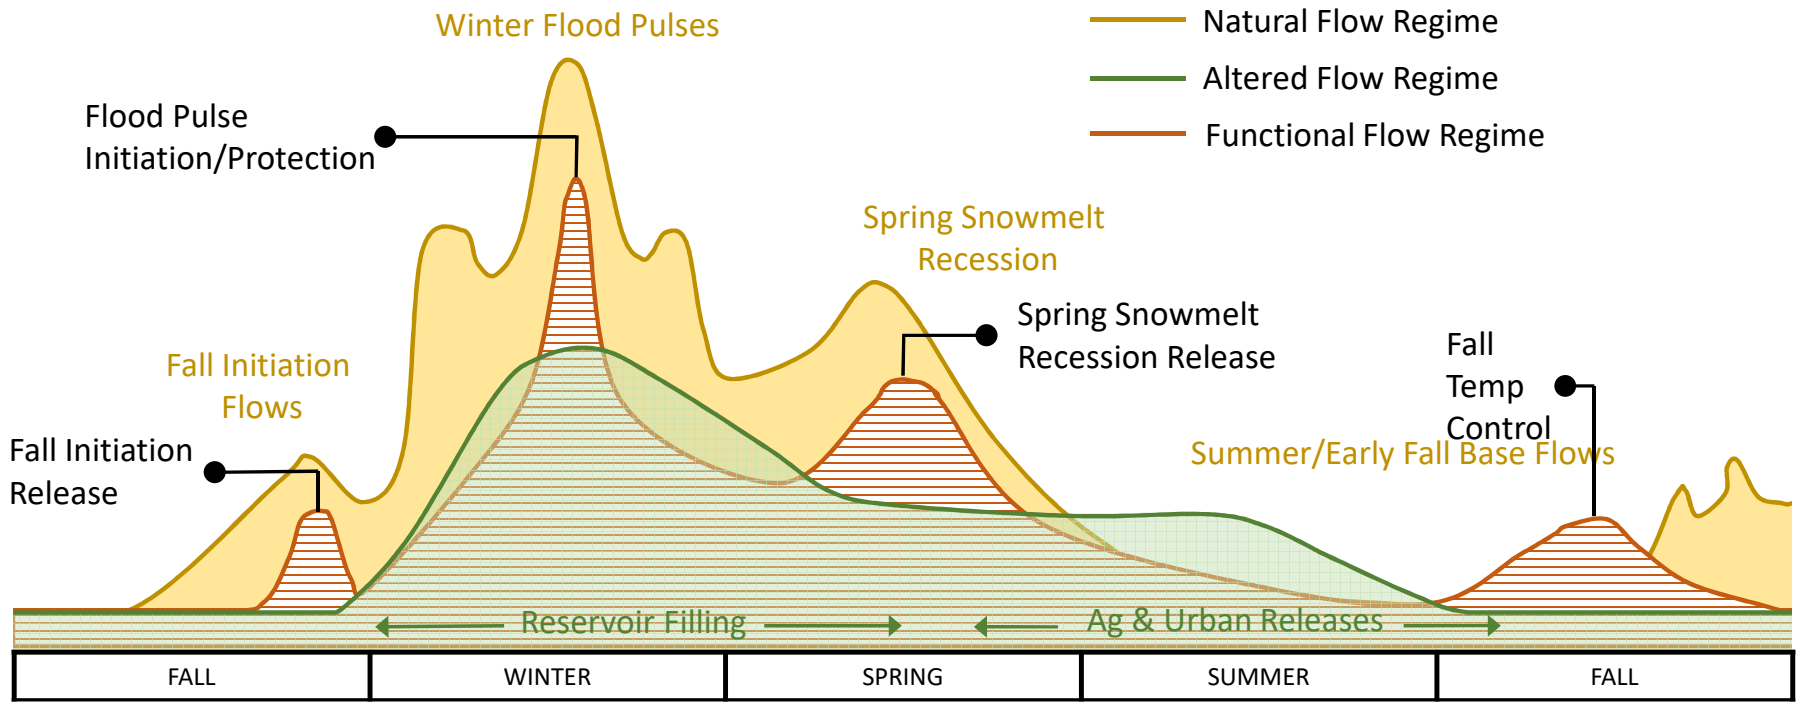 Winter Flood Pulses
Natural Flow Regime
Altered Flow Regime
Functional Flow Regime
Flood Pulse
Initiation/Protection
Spring Snowmelt
Recession
Spring Snowmelt
Recession Release
Fall
Temp
Control
Fall Initiation
Flows
Fall Initiation
Release
Summer/Early Fall Base Flows
Reservoir Filling
Ag & Urban Releases
FALL
WINTER
SPRING
SUMMER
FALL